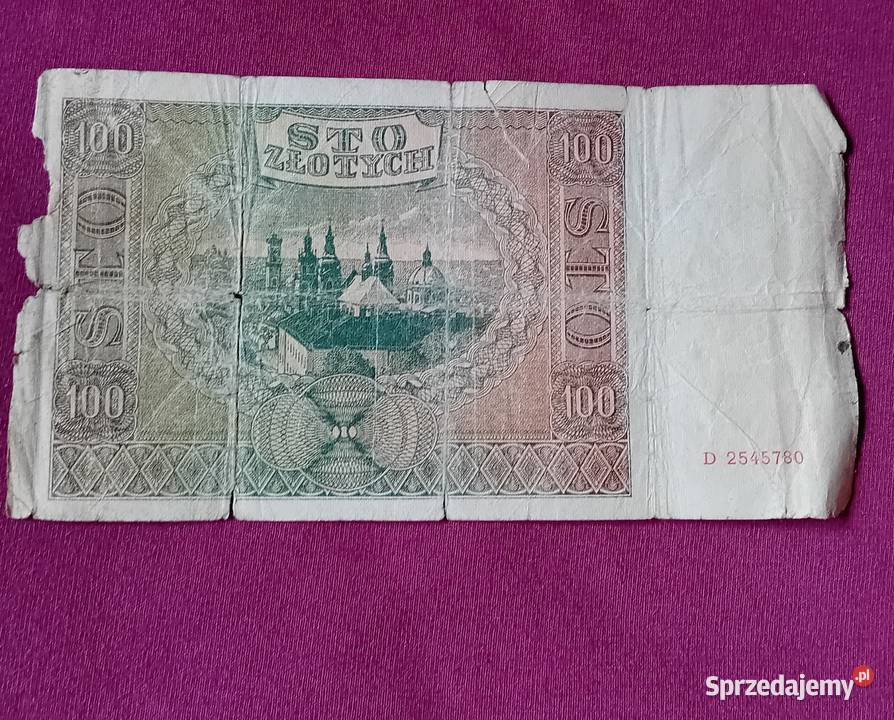 100
STO
ZŁOTYCH
100
STO
STO
100
100
D 2545780
Sprzedajemy.pl